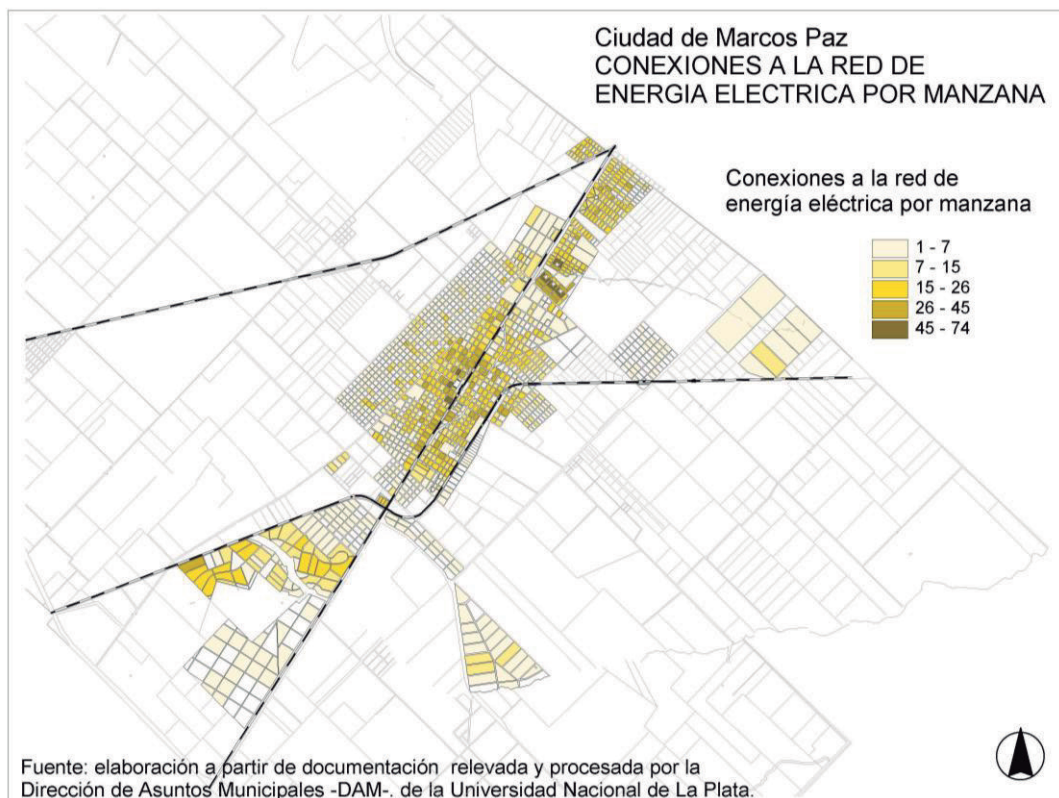 Ciudad de Marcos Paz
CONEXIONES A LA RED DE
ENERGIA ELECTRICA POR MANZANA
Conexiones a la red de
energía eléctrica por manzana
1 - 7
7 - 15
15 - 26
26 - 45
45 - 74
Fuente: elaboración a partir de documentación relevada y procesada por la
Dirección de Asuntos Municipales -DAM-. de la Universidad Nacional de La Plata.